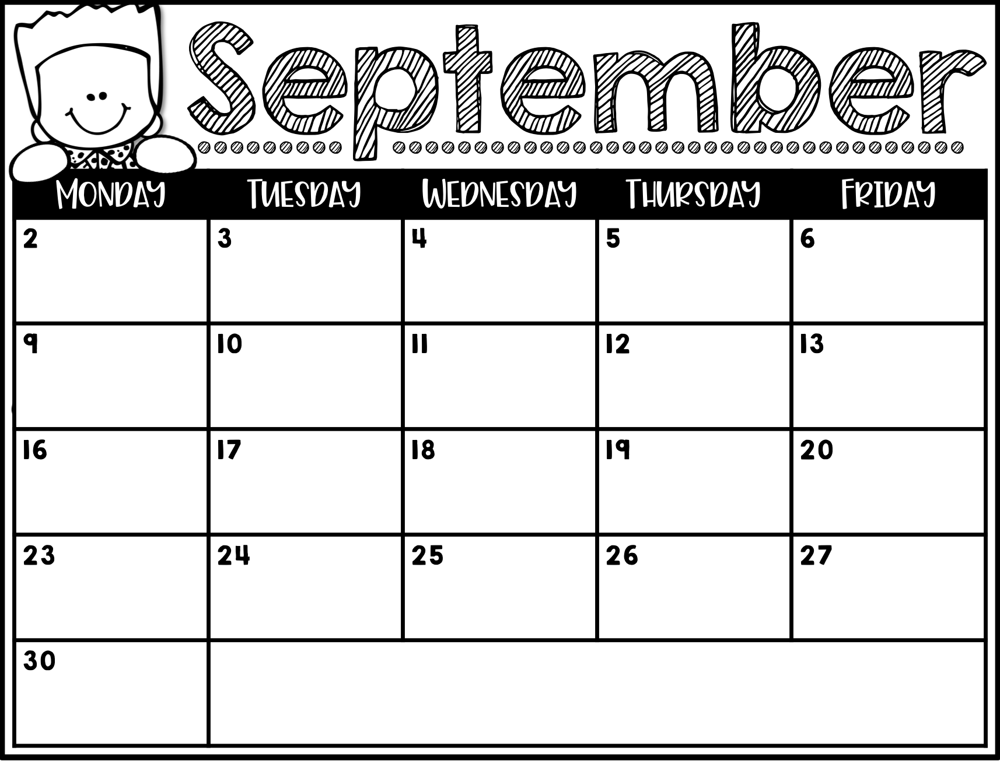 September
MONDAY TUESDAY WEDNESDAY THURSDAY FRIDAY
2 3 4 5 6
9 10 11 12 13
16 17 18 19 20
23 24 25 26 27
30